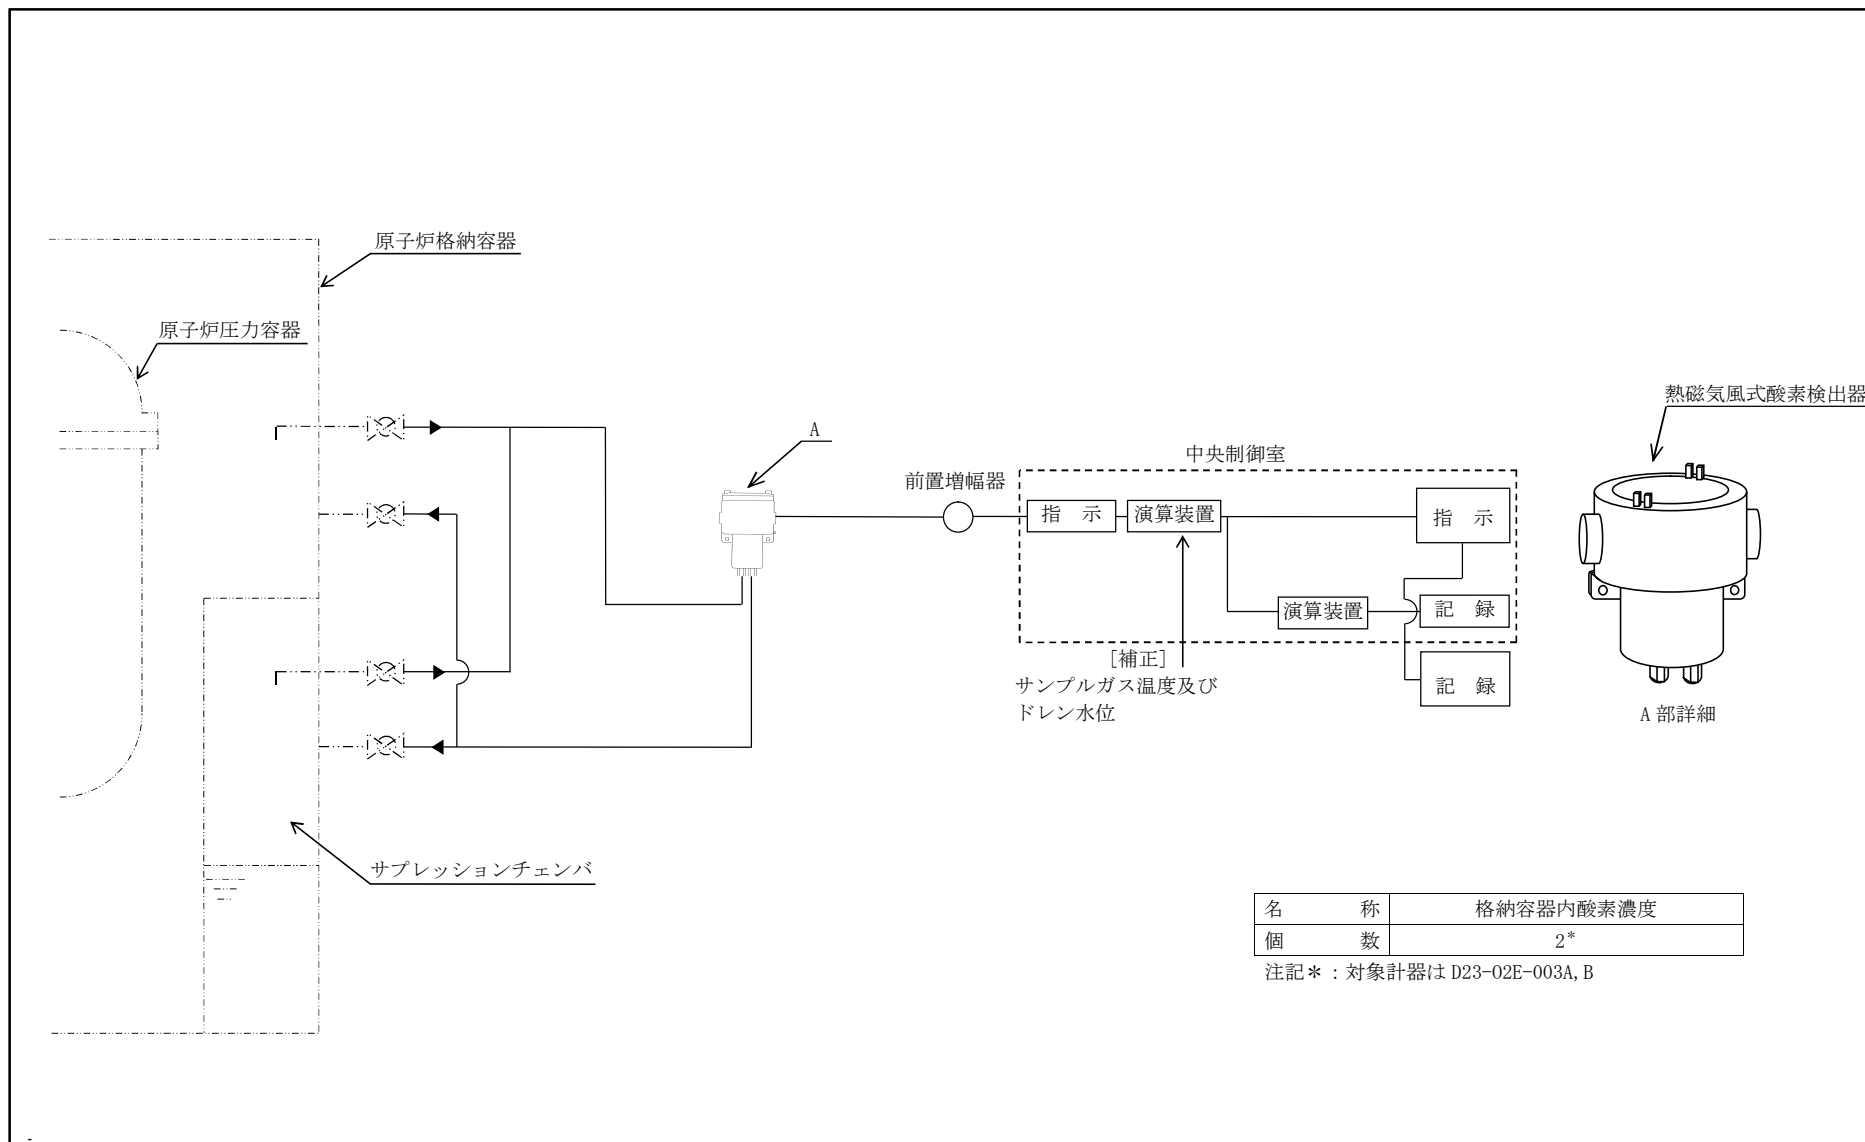 原子炉格納容器
原子炉圧力容器
サプレッションチェンバ
A
前置増幅器
中央制御室
指　示
演算装置
指　示
演算装置
記　録
記　録
[補正]
サンプルガス温度及び
ドレン水位
熱磁気風式酸素検出器
A 部詳細
名　称　格納容器内酸素濃度
個　数　2*
注記＊：対象計器は D23-O2E-003A, B